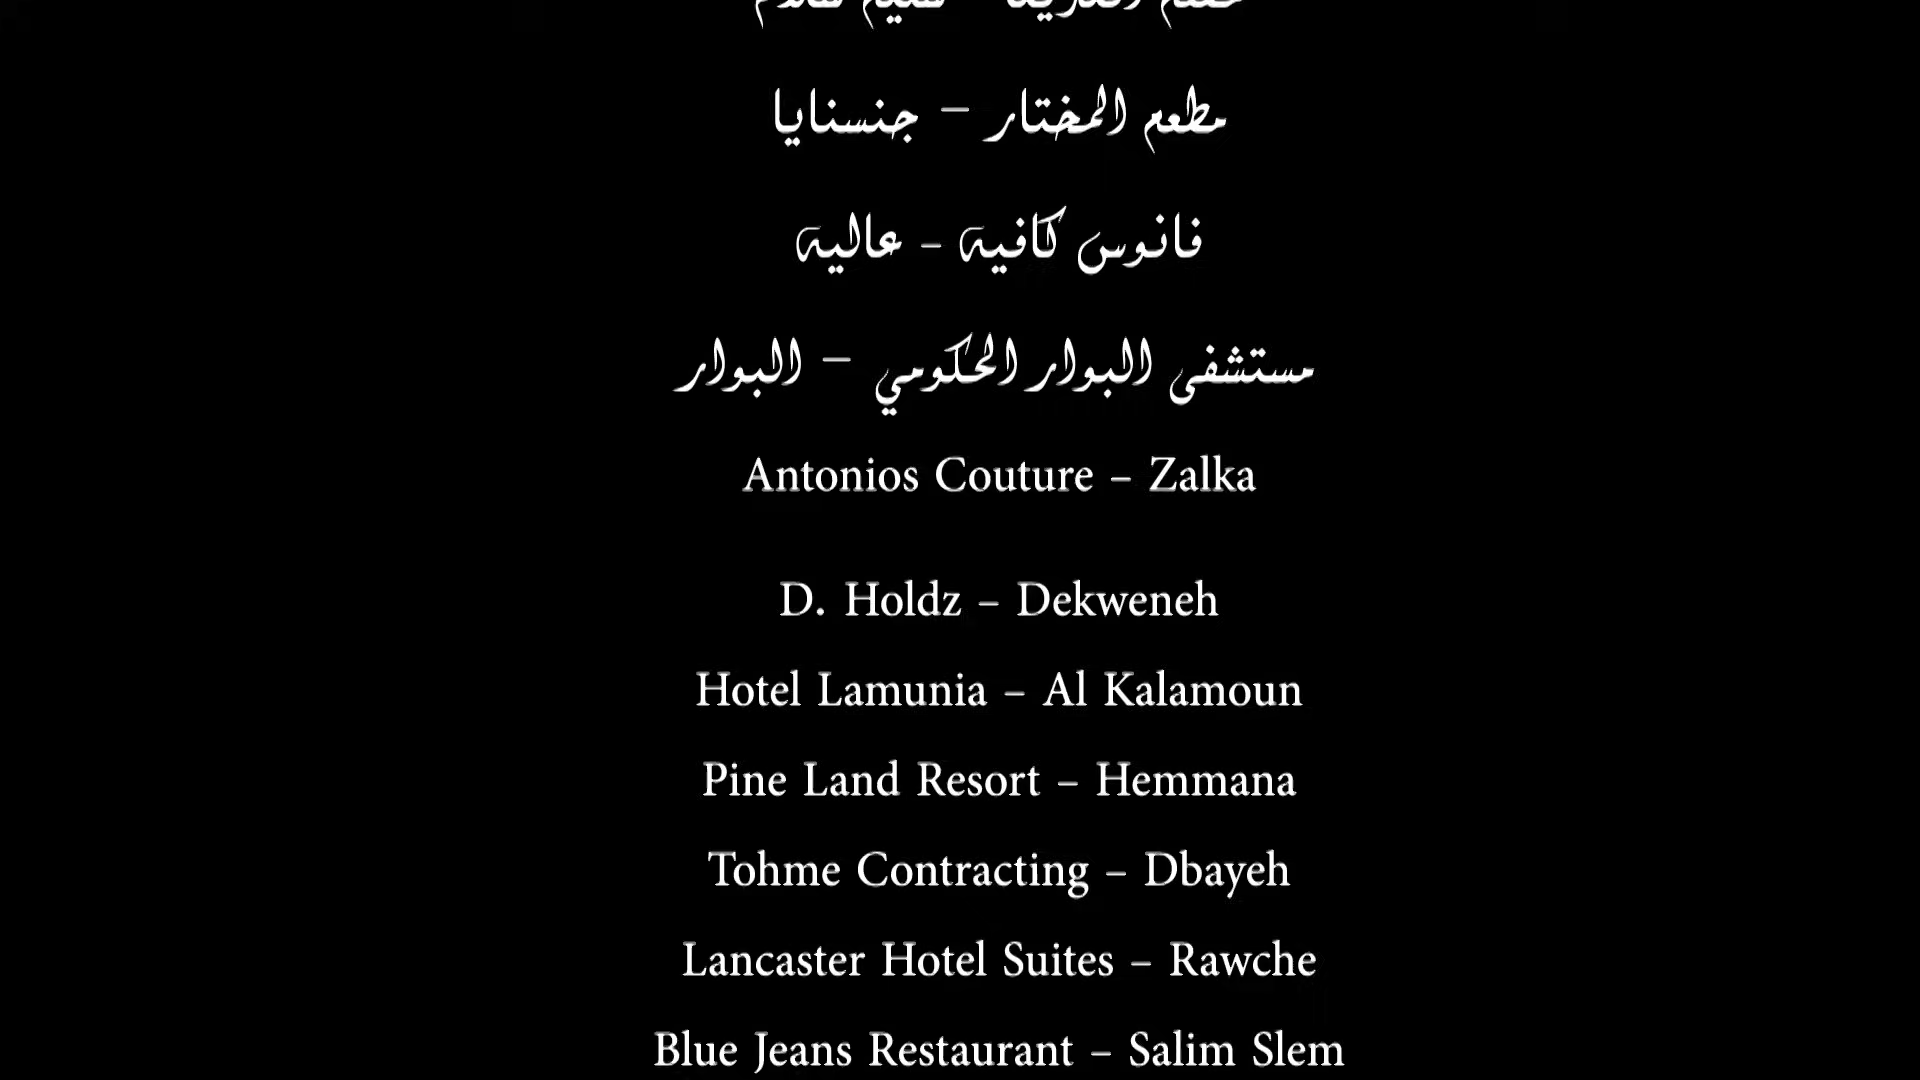 مطعم المختار – جنسنايا
فانوس كافيه – عاليه
مستشفى البوار الحكومي – البوار
Antonios Couture – Zalka
D. Holdz – Dekweneh
Hotel Lamunia – Al Kalamoun
Pine Land Resort – Hemmana
Tohme Contracting – Dbayeh
Lancaster Hotel Suites – Rawche
Blue Jeans Restaurant – Salim Slem